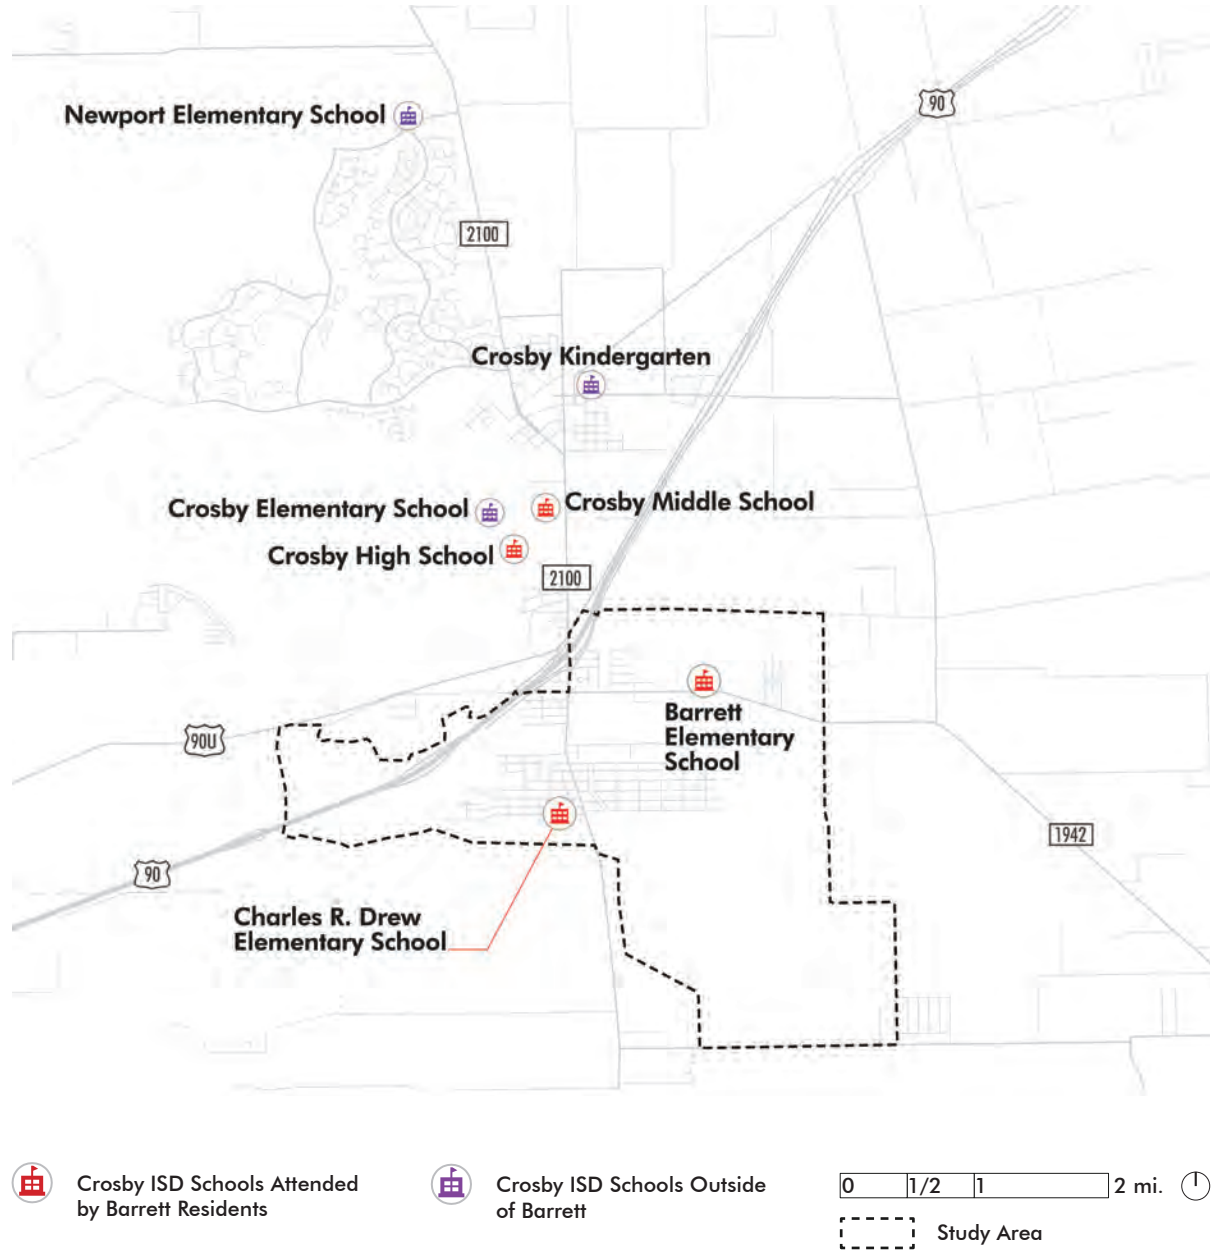 Newport Elementary School
90
2100
Crosby Kindergarten
Crosby Elementary School
Crosby Middle School
Crosby High School
2100
Barrett
Elementary
School
90U
1942
90
Charles R. Drew
Elementary School
Crosby ISD Schools Attended
by Barrett Residents
Crosby ISD Schools Outside
of Barrett
0 1/2 1 2 mi.
Study Area